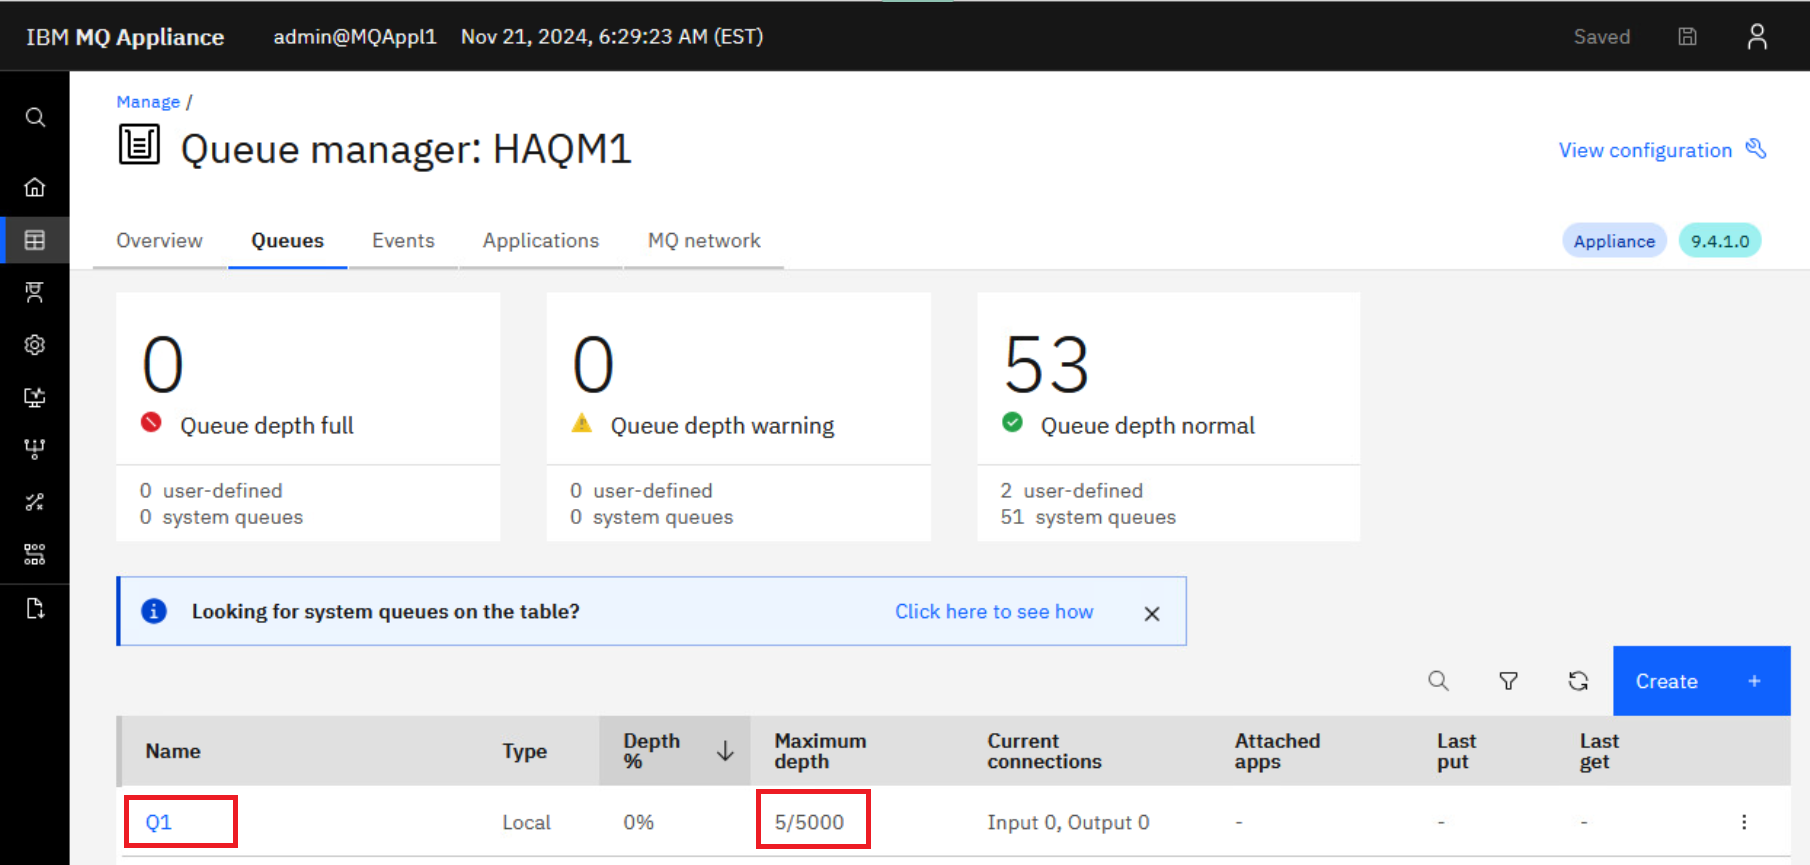 IBM MQ Appliance admin@MQAppl1 Nov 21, 2024, 6:29:23 AM (EST) Saved
Manage /
Queue manager: HAQM1
View configuration
Overview Queues Events Applications MQ network
Appliance 9.4.1.0
0
Queue depth full
0 user-defined
0 system queues
0
Queue depth warning
0 user-defined
0 system queues
53
Queue depth normal
2 user-defined
51 system queues
Looking for system queues on the table? Click here to see how
Create +
Name Type Depth % Maximum depth Current connections Attached apps Last put Last get
Q1 Local 0% 5/5000 Input 0, Output 0 - - -